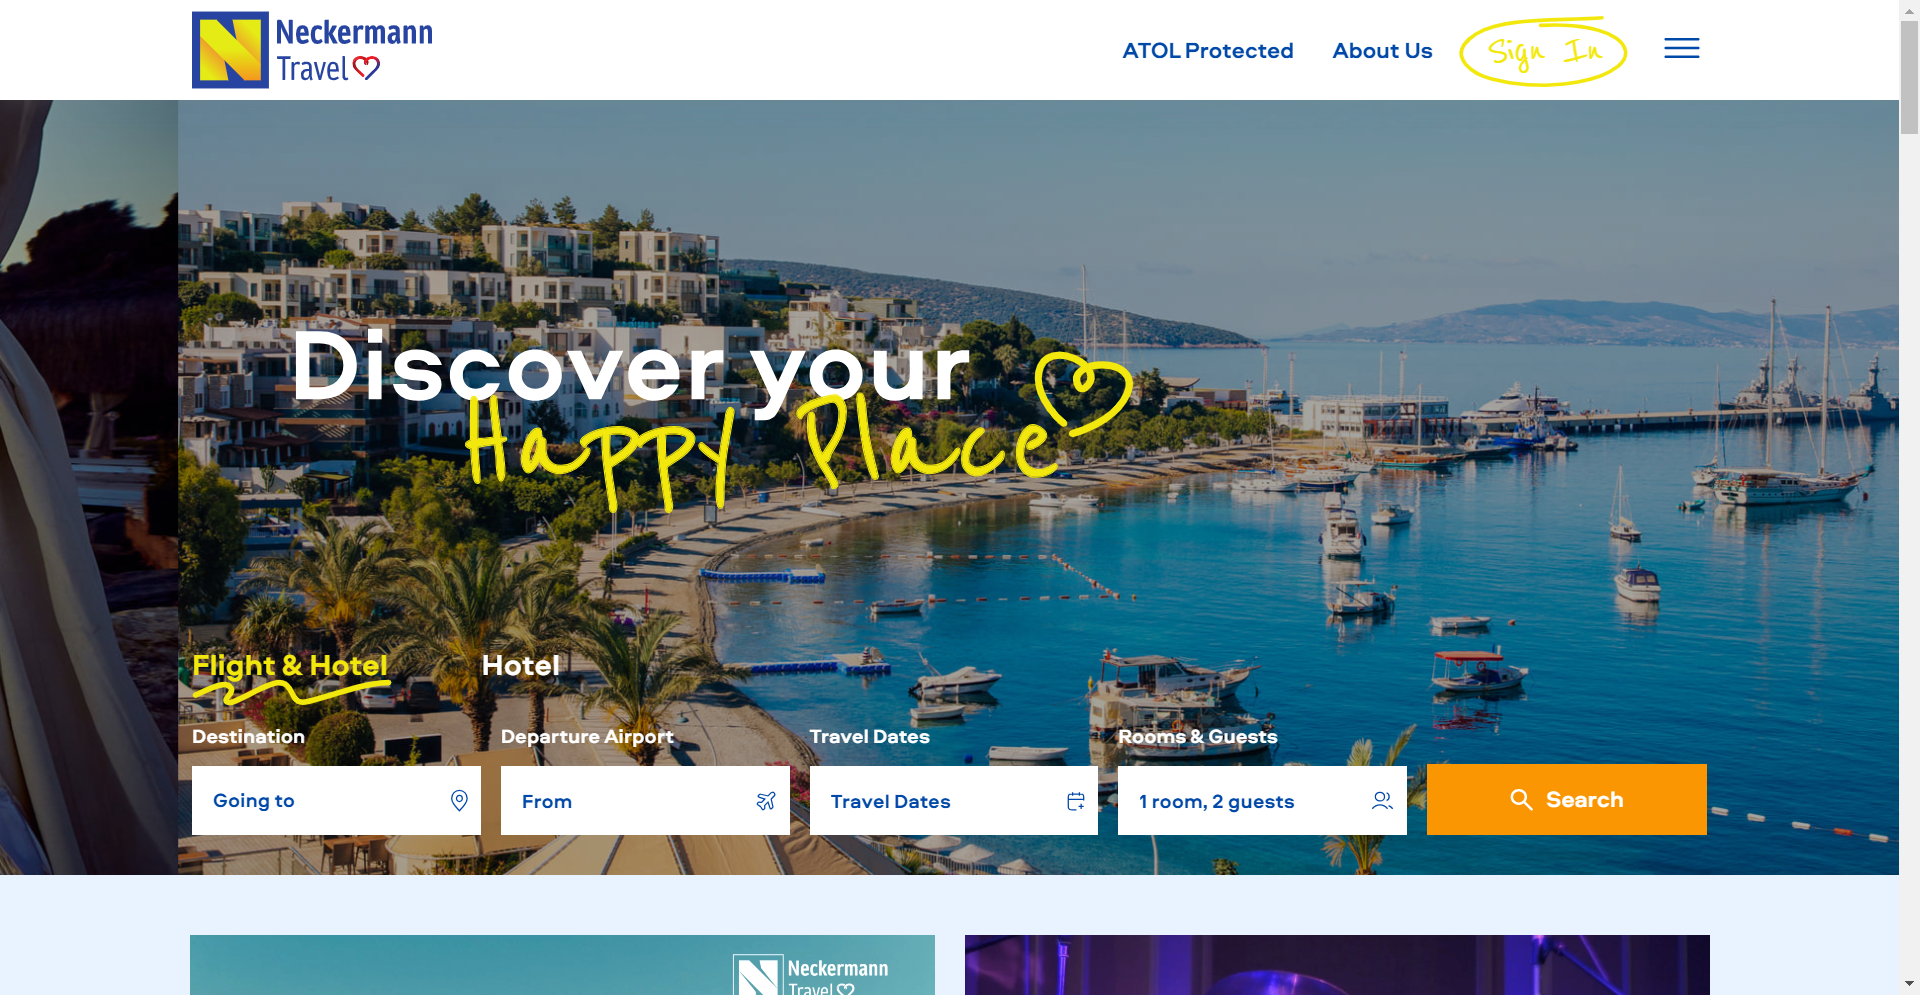 Neckermann
Travel
ATOL Protected
About Us
Sign In
Discover your
Happy Place
Flight & Hotel
Hotel
Destination
Departure Airport
Travel Dates
Rooms & Guests
Going to
From
Travel Dates
1 room, 2 guests
Search
Neckermann
Travel